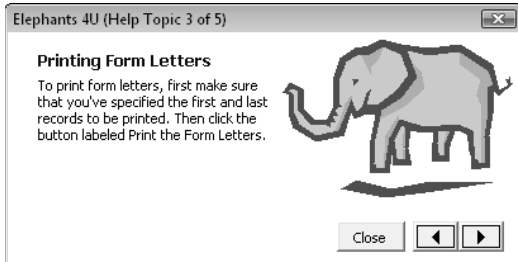 Elephants 4U (Help Topic 3 of 5)
Printing Form Letters
To print form letters, first make sure
that you've specified the first and last
records to be printed. Then click the
button labeled Print the Form Letters.
Close